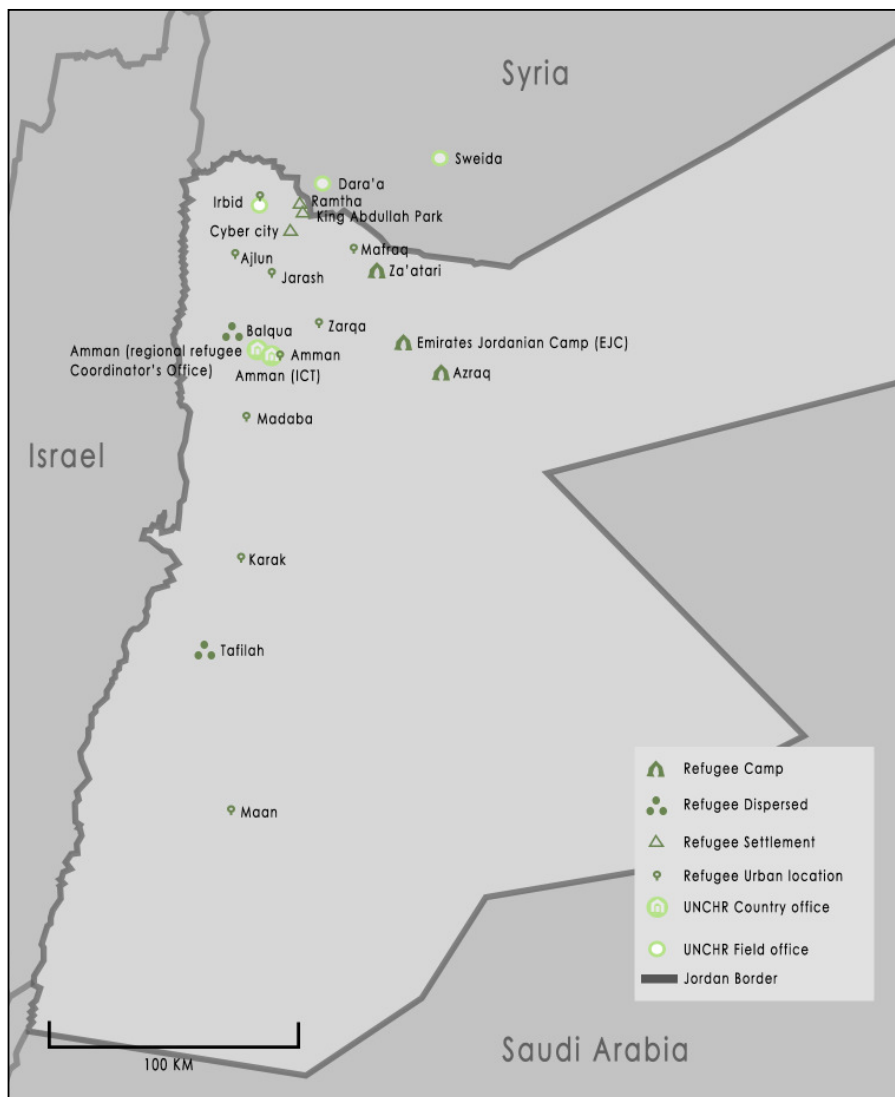 Syria
Sweida
Dara'a
Irbid
Ramtha
King Abdullah Park
Cyber city
Mafraq
Ajlun
Za'atari
Jarash
Zarqa
Balqua
Emirates Jordanian Camp (EJC)
Amman (regional refugee
Coordinator's Office)
Amman
Amman (ICT)
Azraq
Madaba
Israel
Karak
Tafilah
Maan
Refugee Camp
Refugee Dispersed
Refugee Settlement
Refugee Urban location
UNCHR Country office
UNCHR Field office
Jordan Border
100 KM
Saudi Arabia